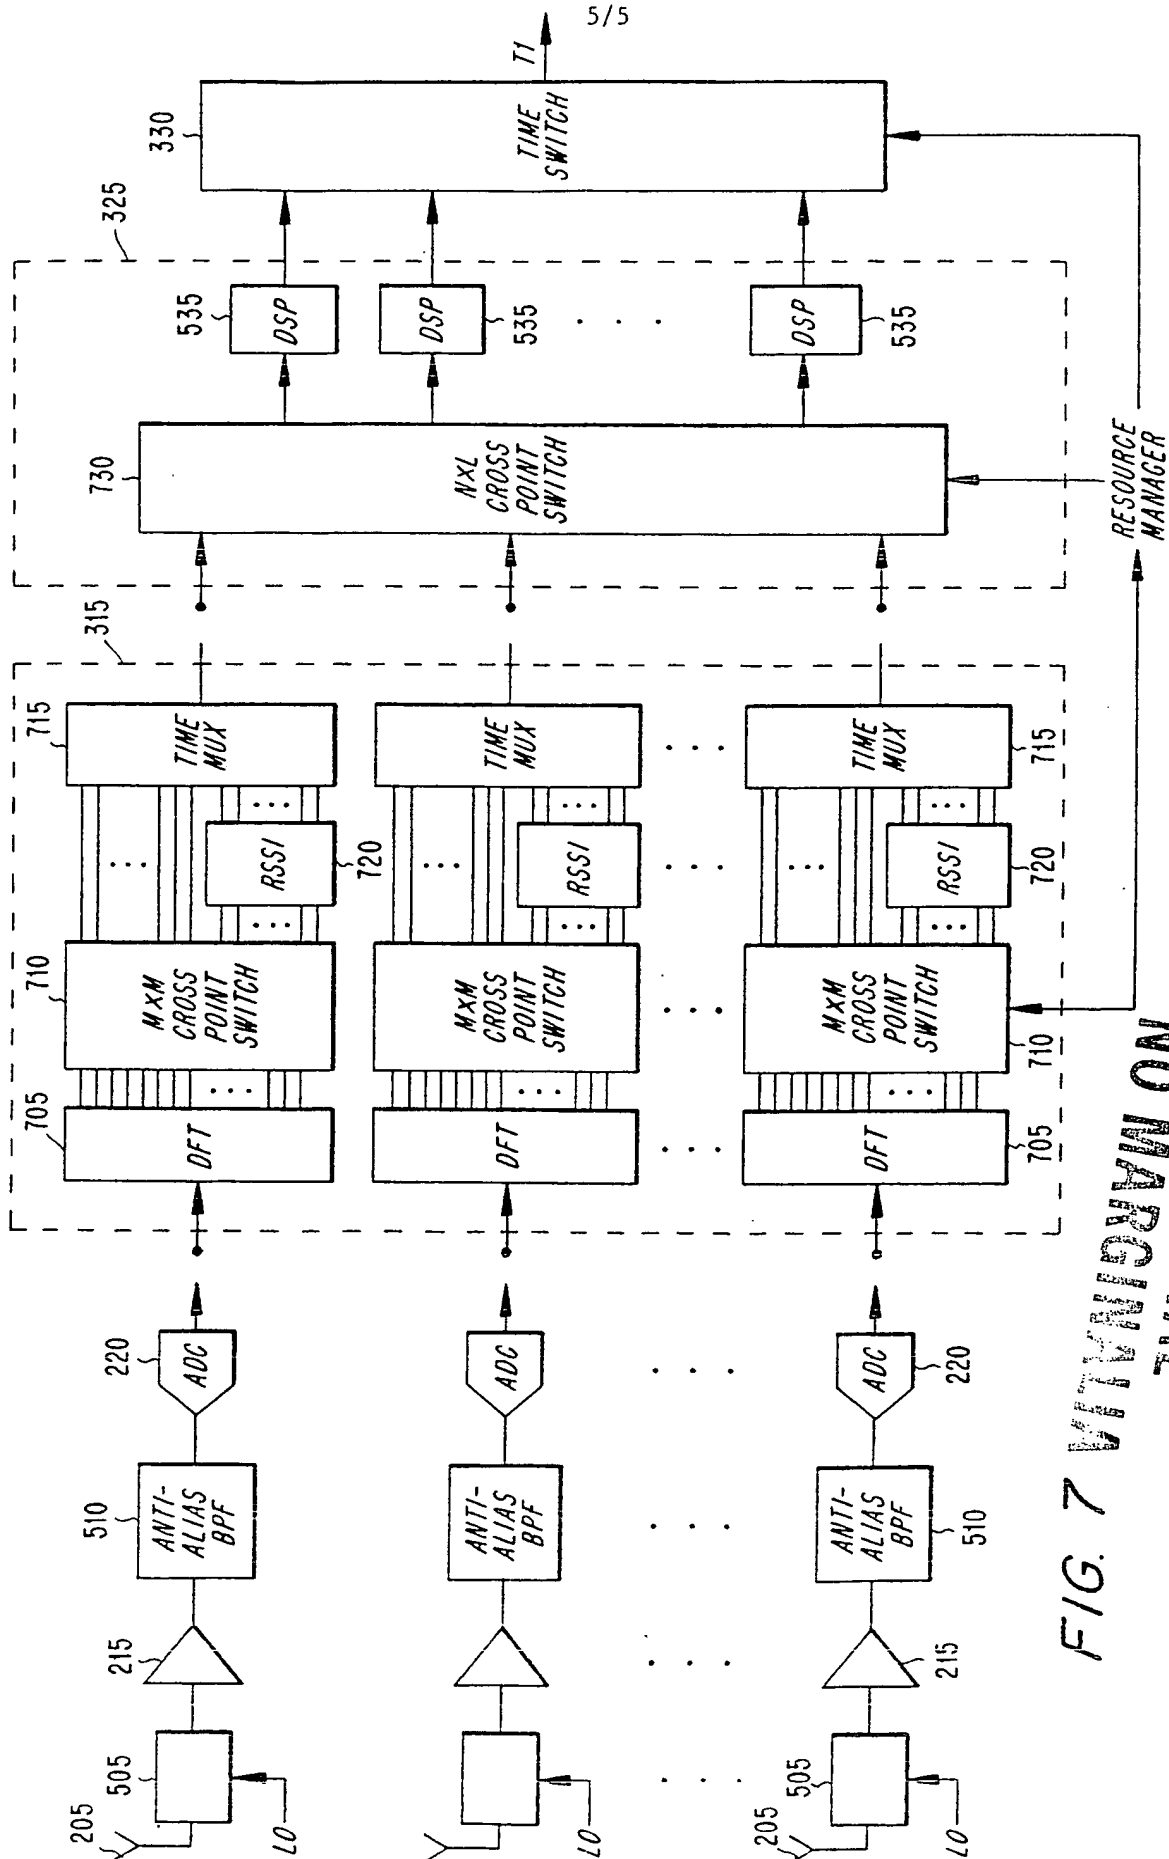 5/5
205
505
LO
215
510
ANTI-
ALIAS
BPF
220
ADC
315
705
DFT
710
MXM
CROSS
POINT
SWITCH
RSSI
720
715
TIME
MUX
325
730
NXL
CROSS
POINT
SWITCH
535
DSP
330
TIME
SWITCH
T1
LO
ANTI-
ALIAS
BPF
ADC
DFT
MXM
CROSS
POINT
SWITCH
RSSI
TIME
MUX
DSP
535
205
505
LO
215
ANTI-
ALIAS
BPF
510
ADC
220
DFT
705
MXM
CROSS
POINT
SWITCH
710
RSSI
720
TIME
MUX
715
DSP
535
RESOURCE
MANAGER
FIG. 7
NO MARGINALIA